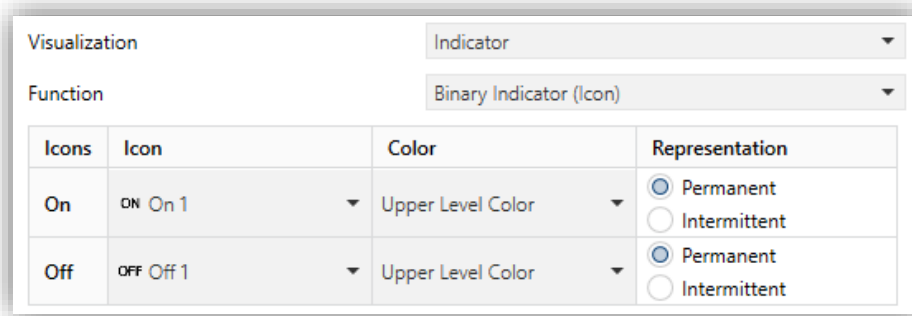 Visualization Indicator
Function Binary Indicator (Icon)
Icons Icon Color Representation
On ON On 1 Upper Level Color Permanent
Intermittent
Off OFF Off 1 Upper Level Color Permanent
Intermittent